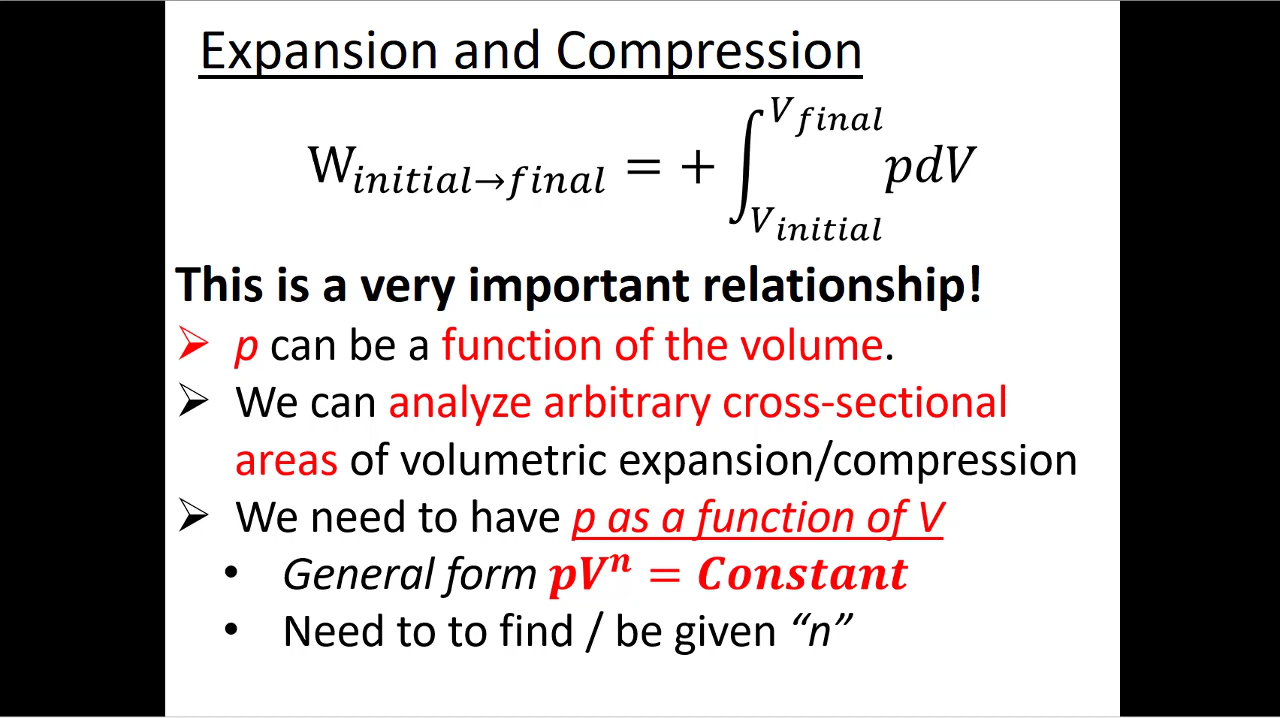 Expansion and Compression
W_{initial→final} = + ∫_{V_{initial}}^{V_{final}} pdV
This is a very important relationship!
➢ p can be a function of the volume.
➢ We can analyze arbitrary cross-sectional
areas of volumetric expansion/compression
➢ We need to have p as a function of V
• General form pVⁿ = Constant
• Need to to find / be given “n”